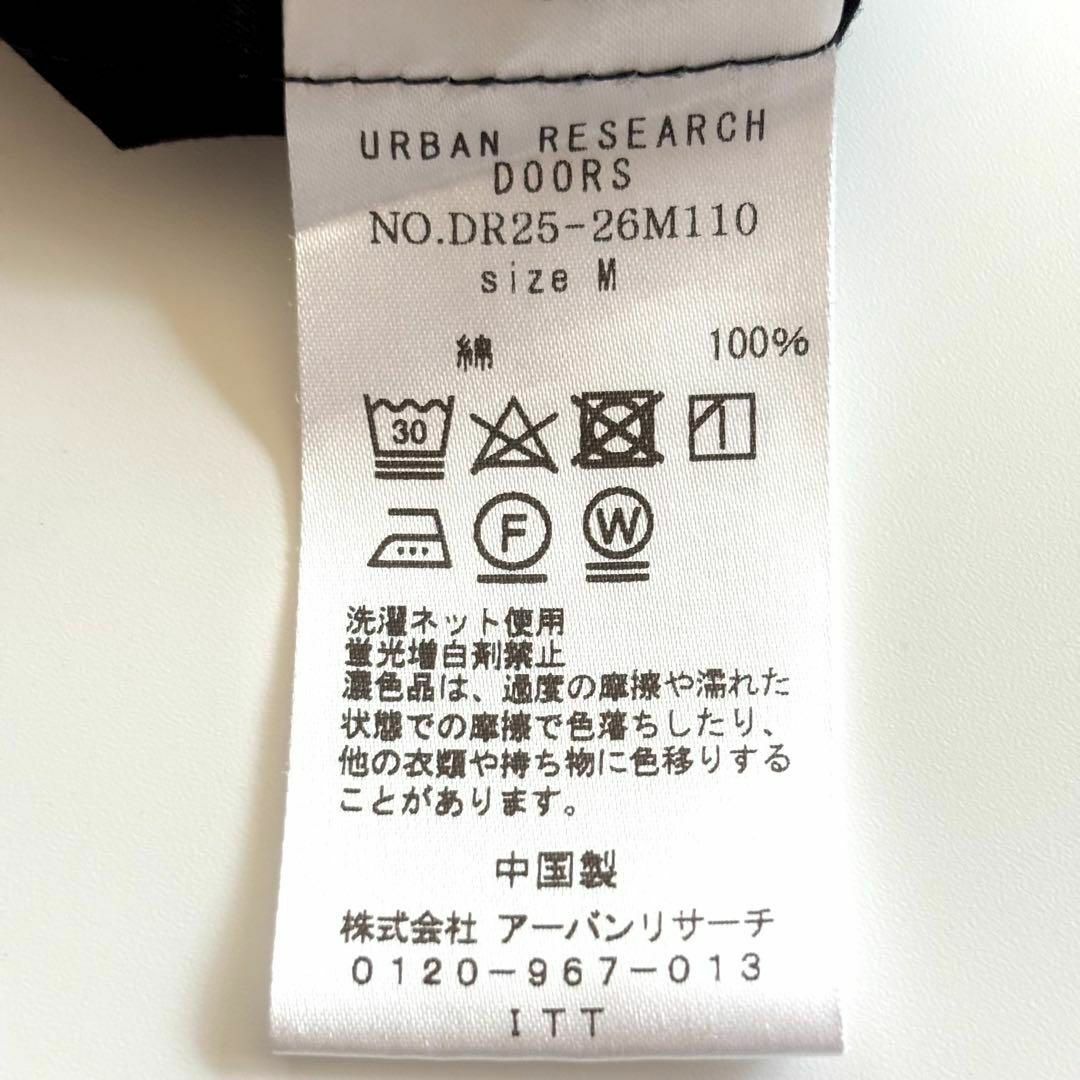 URBAN RESEARCH
DOORS
NO.DR25-26M110
size M
綿 100%
30
F W
洗濯ネット使用
蛍光増白剤禁止
濃色品は、過度の摩擦や濡れた
状態での摩擦で色落ちしたり、
他の衣類や持ち物に色移りする
ことがあります。
中国製
株式会社 アーバンリサーチ
0120-967-013
ITT